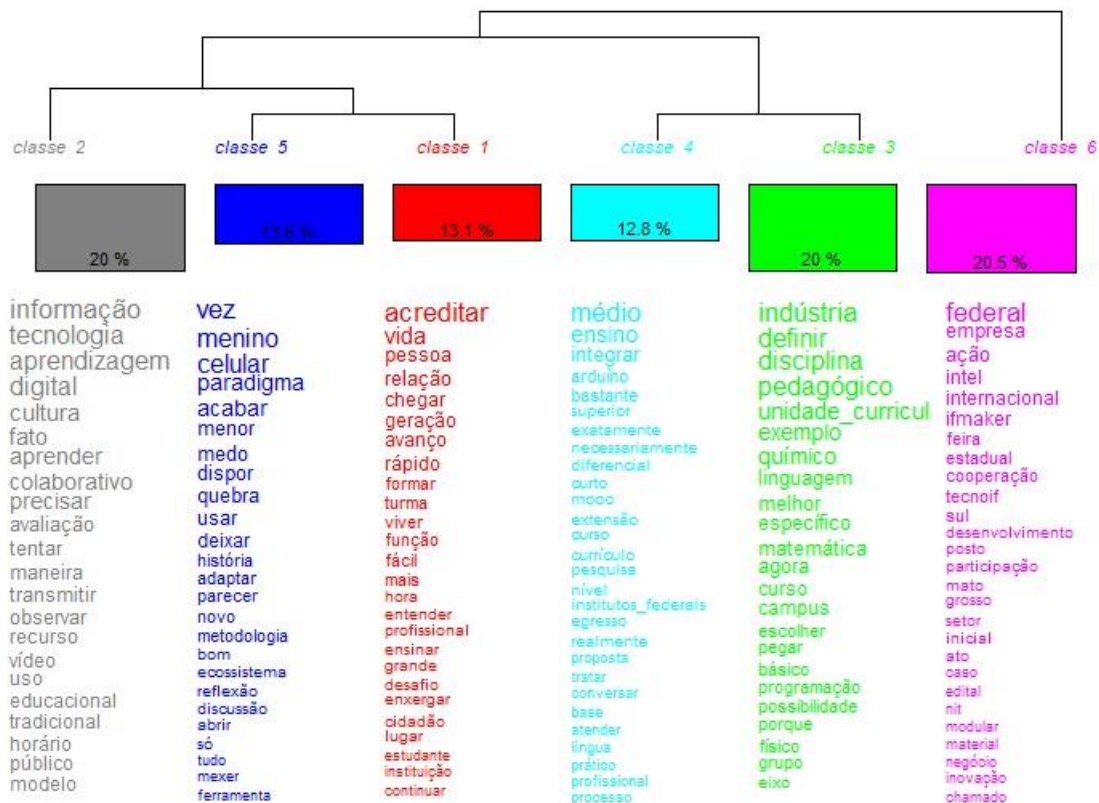 classe 2
classe 5
classe 1
classe 4
classe 3
classe 6
20 %
13.6 %
13.1 %
12.8 %
20 %
20.5 %
informação
tecnologia
aprendizagem
digital
cultura
fato
aprender
colaborativo
precisar
avaliação
tentar
maneira
transmitir
observar
recurso
vídeo
uso
educacional
tradicional
horário
público
modelo
vez
menino
celular
paradigma
acabar
menor
medo
dispor
quebra
usar
deixar
história
adaptar
parecer
novo
metodologia
bom
ecossistema
reflexão
discussão
abrir
só
tudo
mexer
ferramenta
acreditar
vida
pessoa
relação
chegar
geração
avanço
rápido
formar
turma
viver
função
fácil
mais
hora
entender
profissional
ensinar
grande
desafio
enxergar
cidadão
lugar
estudante
instituição
continuar
médio
ensino
integrar
arduíno
bastante
superior
exatamente
necessariamente
diferencial
curto
mooc
extensão
curso
currículo
pesquisa
nível
institutos_federais
egresso
realmente
proposta
tratar
conversar
base
atender
língua
prático
profissional
processo
indústria
definir
disciplina
pedagógico
unidade_curricul
exemplo
químico
linguagem
melhor
específico
matemática
agora
curso
campus
escolher
pegar
básico
programação
possibilidade
porque
físico
grupo
eixo
federal
empresa
ação
intel
internacional
ifmaker
feira
estadual
cooperação
tecnoif
sul
desenvolvimento
posto
participação
mato
grosso
setor
inicial
ato
caso
edital
nit
modular
material
negócio
inovação
chamado